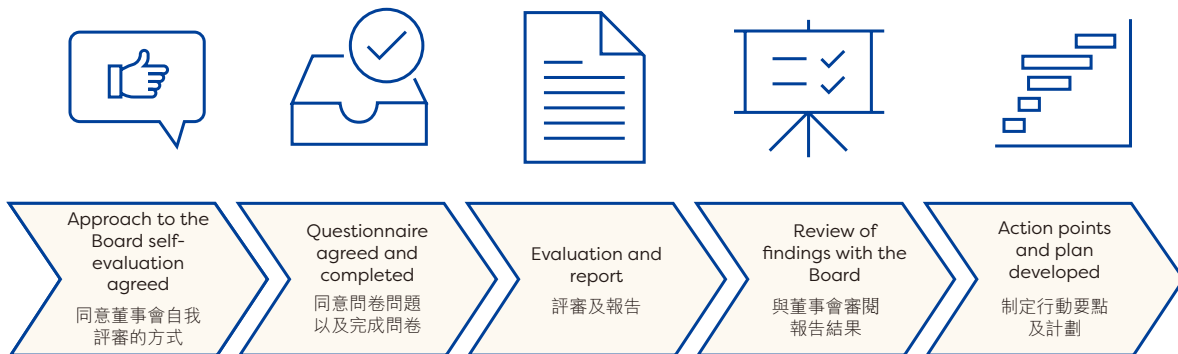 Approach to the
Board self-
evaluation
agreed
同意董事會自我
評審的方式
Questionnaire
agreed and
completed
同意問卷問題
以及完成問卷
Evaluation and
report
評審及報告
Review of
findings with the
Board
與董事會審閱
報告結果
Action points
and plan
developed
制定行動要點
及計劃